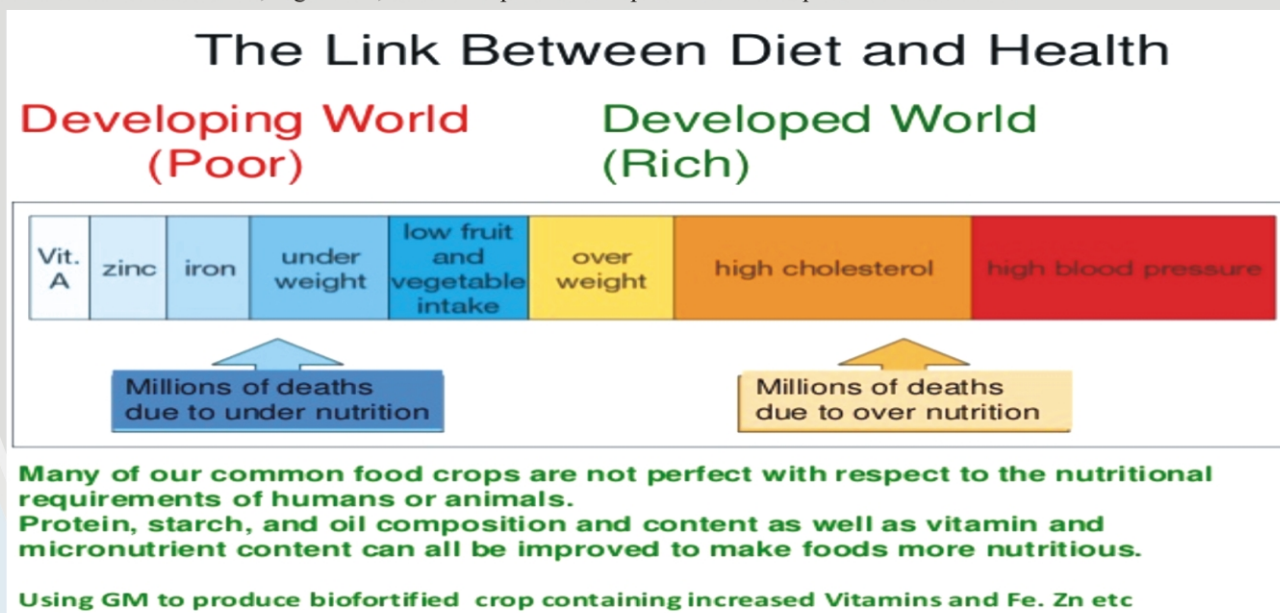 The Link Between Diet and Health
Developing World
(Poor)
Developed World
(Rich)
Vit.
A
zinc
iron
under
weight
low fruit
and
vegetable
intake
over
weight
high cholesterol
high blood pressure
Millions of deaths
due to under nutrition
Millions of deaths
due to over nutrition
Many of our common food crops are not perfect with respect to the nutritional
requirements of humans or animals.
Protein, starch, and oil composition and content as well as vitamin and
micronutrient content can all be improved to make foods more nutritious.
Using GM to produce biofortified crop containing increased Vitamins and Fe. Zn etc